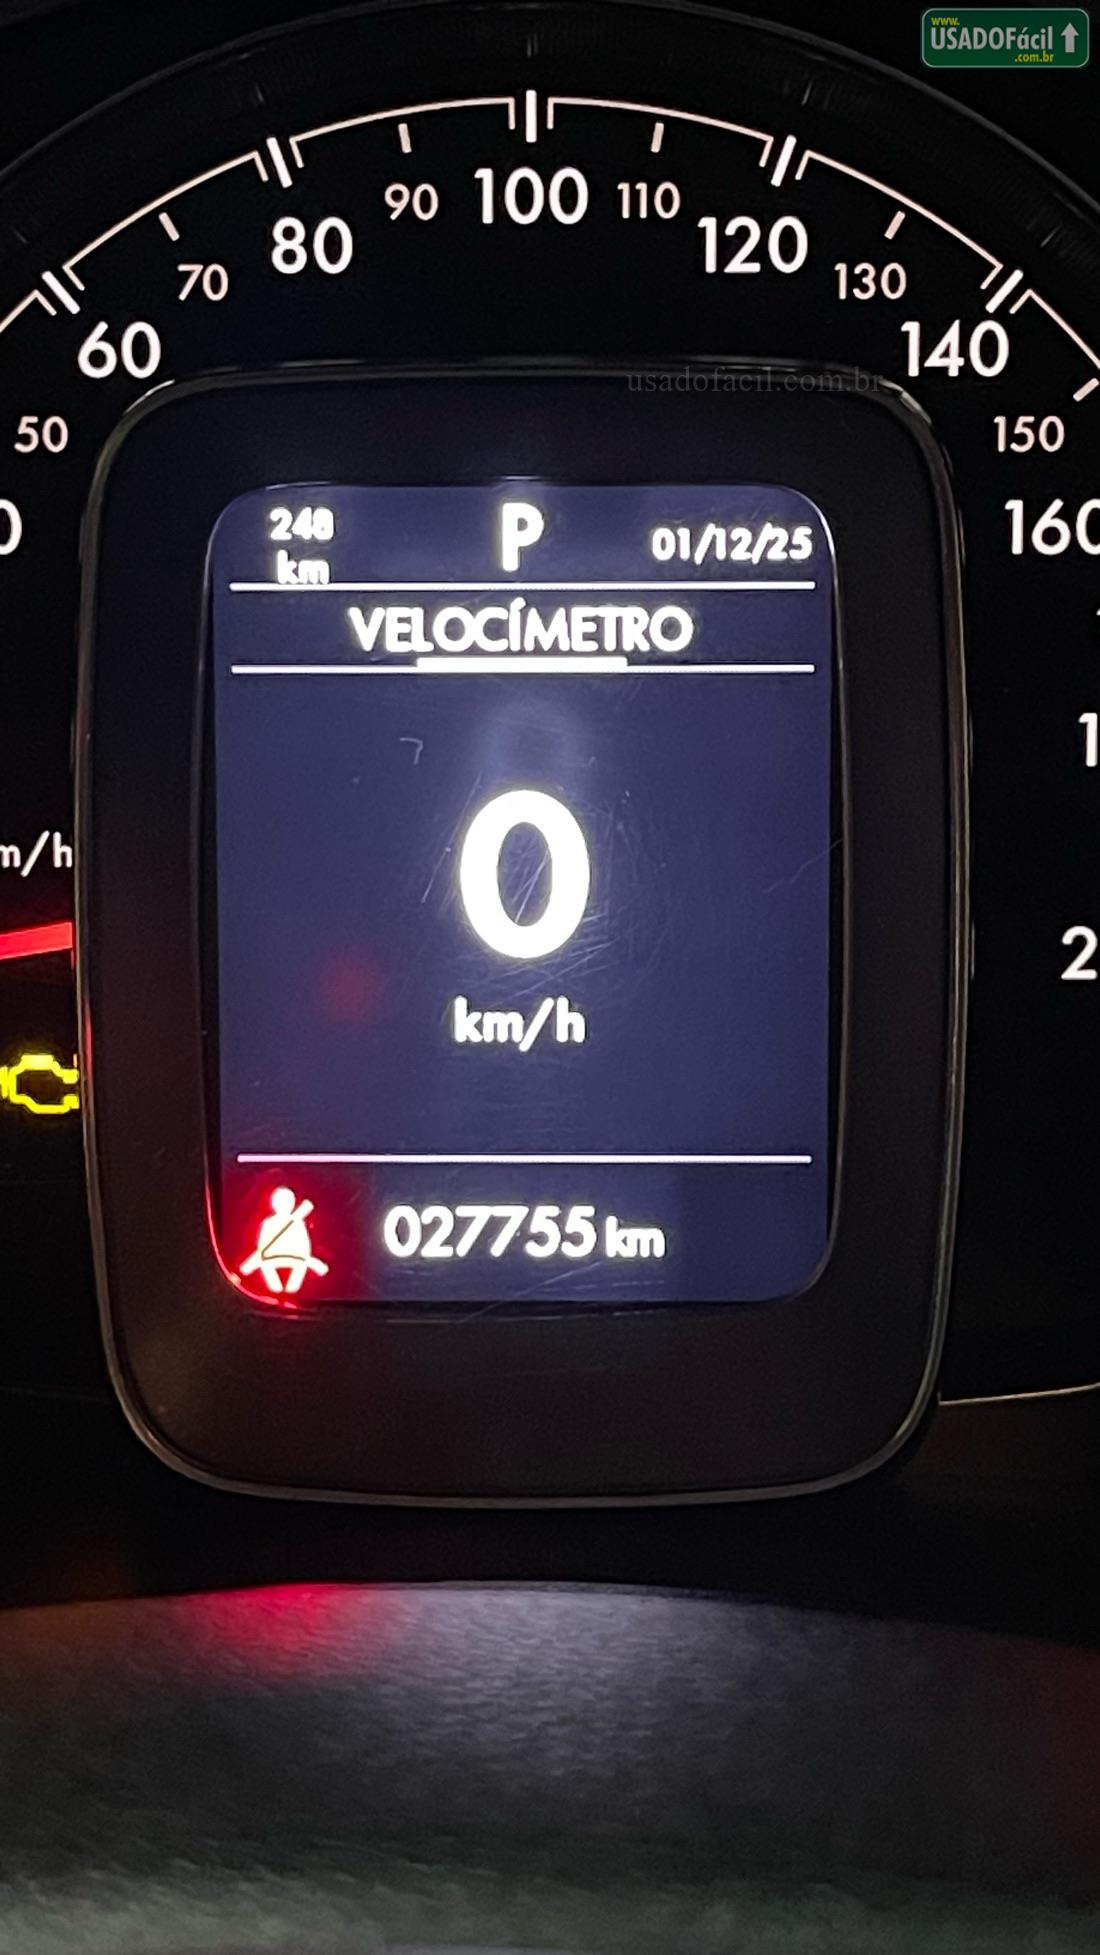 www.
USADOFácil
.com.br
100
90
110
80
120
70
130
60
140
usadofacil.com.br
50
150
160
248
km
P
01/12/25
VELOCÍMETRO
0
km/h
027755 km